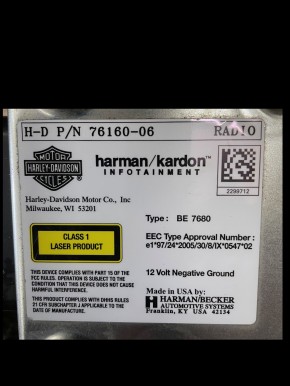 H-D P/N 76160-06 RADIO
MOTOR
HARLEY-DAVIDSON
CYCLES
harman/kardon™
INFOTAINMENT
2299712
Harley-Davidson Motor Co., Inc
Milwaukee, WI 53201
Type: BE 7680
CLASS 1
LASER PRODUCT
EEC Type Approval Number :
e1*97/24*2005/30/8/IX*0547*02
THIS DEVICE COMPLIES WITH PART 15 OF THE
FCC RULES. OPERATION IS SUBJECT TO THE
CONDITION THAT THIS DEVICE DOES NOT CAUSE
HARMFUL INTERFERENCE.
12 Volt Negative Ground
THIS PRODUCT COMPLIES WITH DHHS RULES
21 CFR SUBCHAPTER J APPLICABLE TO THE
DATE OF MANUFACTURE.
Made in USA by:
HARMAN/BECKER
AUTOMOTIVE SYSTEMS
Franklin, KY USA 42134